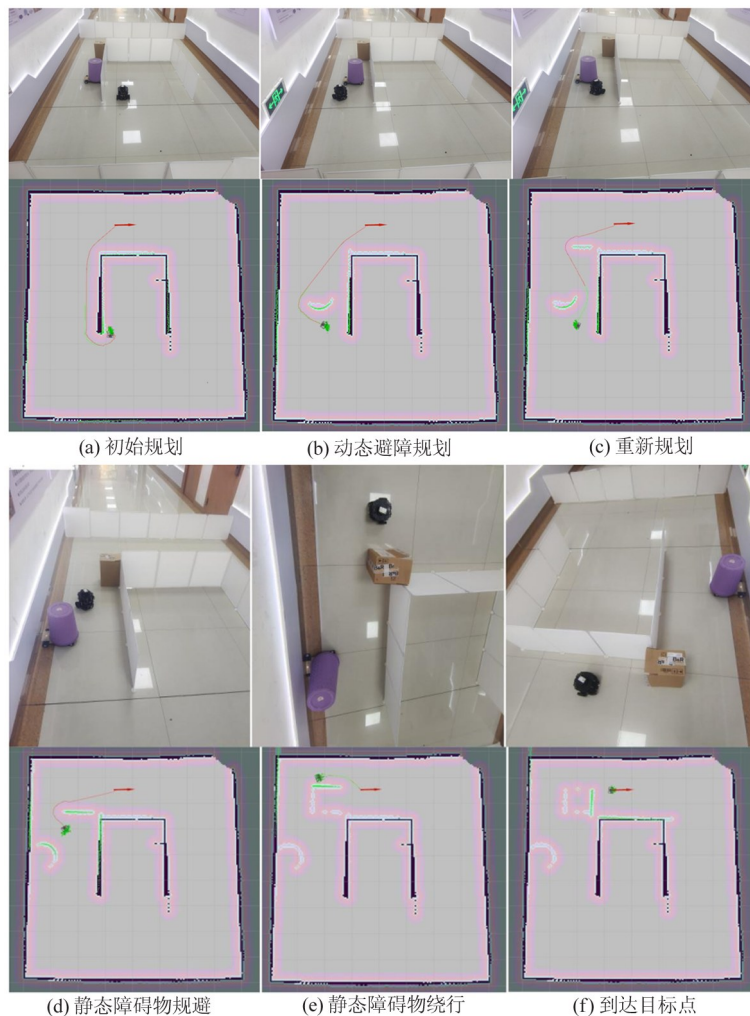 (a) 初始规划
(b) 动态避障规划
(c) 重新规划
(d) 静态障碍物规避
(e) 静态障碍物绕行
(f) 到达目标点